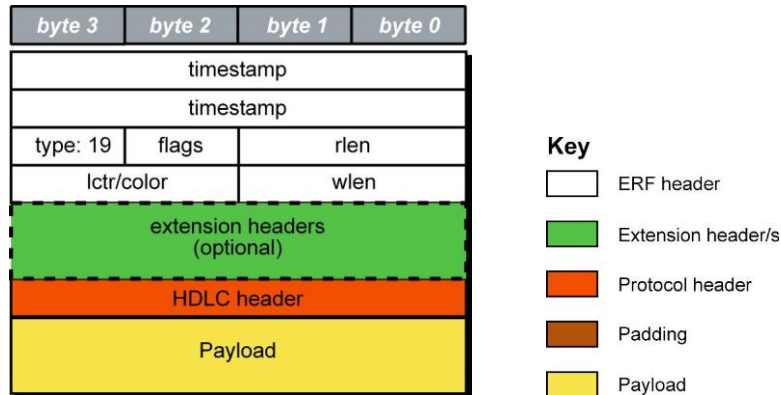 byte 3 byte 2 byte 1 byte 0
timestamp
timestamp
type: 19 flags rlen
lctr/color wlen
extension headers
(optional)
HDLC header
Payload
Key
ERF header
Extension header/s
Protocol header
Padding
Payload